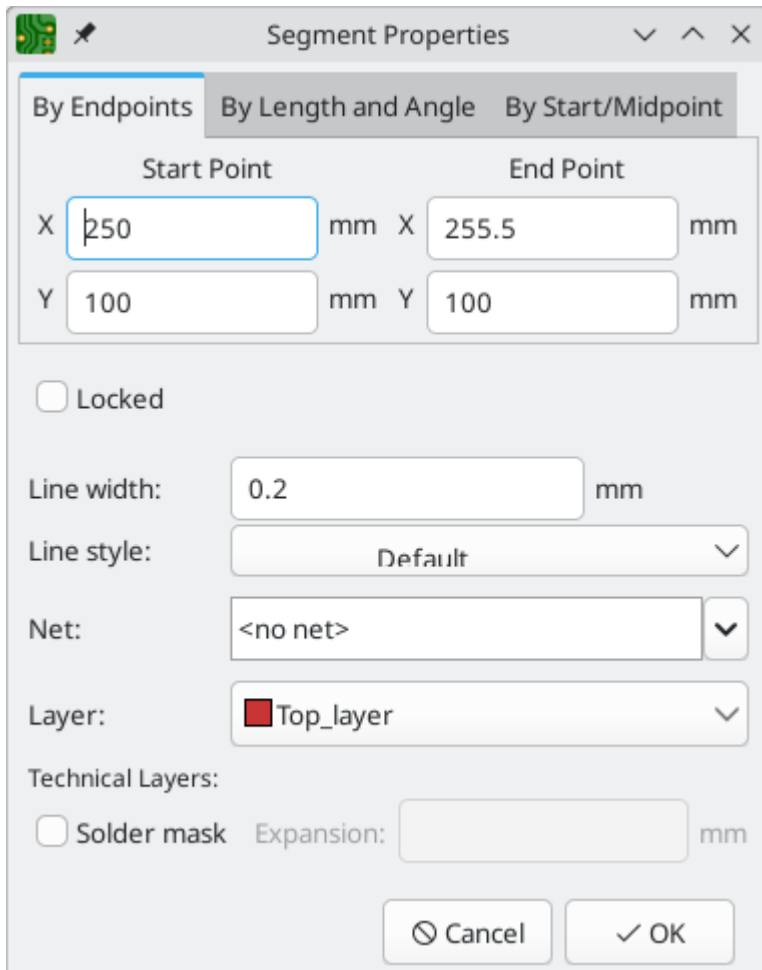 Segment Properties
By Endpoints By Length and Angle By Start/Midpoint
Start Point End Point
X 250 mm X 255.5 mm
Y 100 mm Y 100 mm
Locked
Line width: 0.2 mm
Line style: Default
Net: <no net>
Layer: Top_layer
Technical Layers:
Solder mask Expansion: mm
Cancel OK